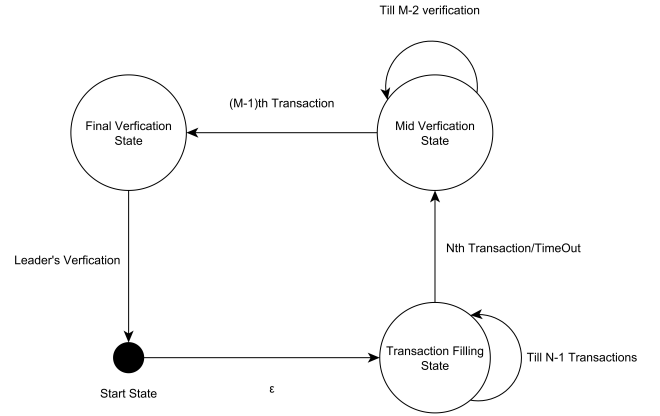 Till M-2 verification
(M-1)th Transaction
Final Verfication
State
Mid Verfication
State
Leader's Verfication
Nth Transaction/TimeOut
Transaction Filling
State
Till N-1 Transactions
Start State
ε